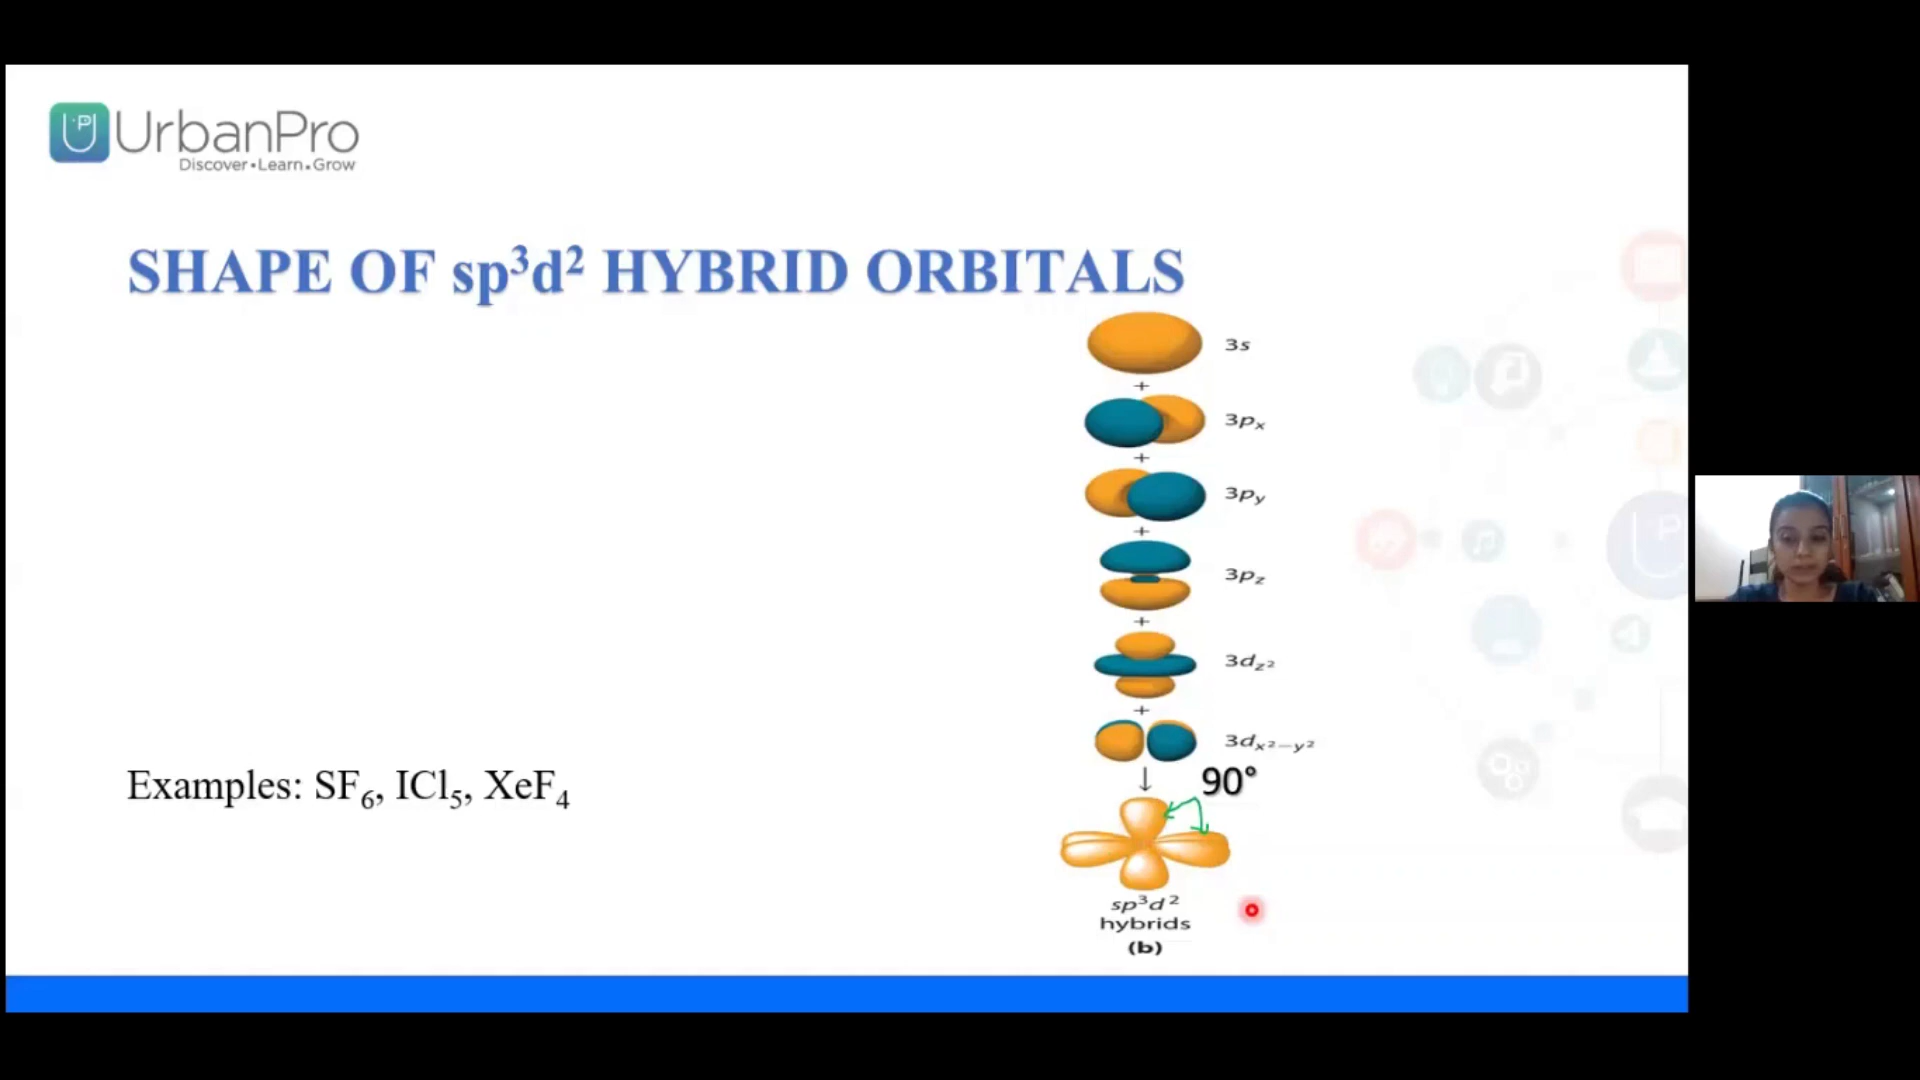 UrbanPro
Discover•Learn•Grow
SHAPE OF sp³d² HYBRID ORBITALS
3s
+
3pₓ
+
3p_y
+
3p_z
+
3d_z²
+
3d_x²–y²
↓ 90°
Examples: SF₆, ICl₅, XeF₄
sp³d²
hybrids
(b)